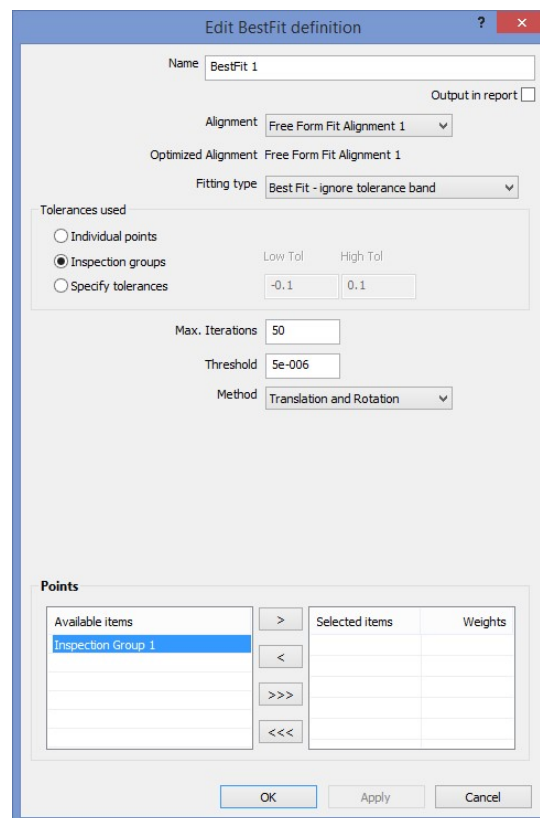 Edit BestFit definition ? ×
Name BestFit 1
Output in report
Alignment Free Form Fit Alignment 1
Optimized Alignment Free Form Fit Alignment 1
Fitting type Best Fit - ignore tolerance band
Tolerances used
Individual points
Inspection groups Low Tol High Tol
Specify tolerances -0.1 0.1
Max. Iterations 50
Threshold 5e-006
Method Translation and Rotation
Points
Available items > Selected items Weights
Inspection Group 1
<
>>>
<<<
OK Apply Cancel